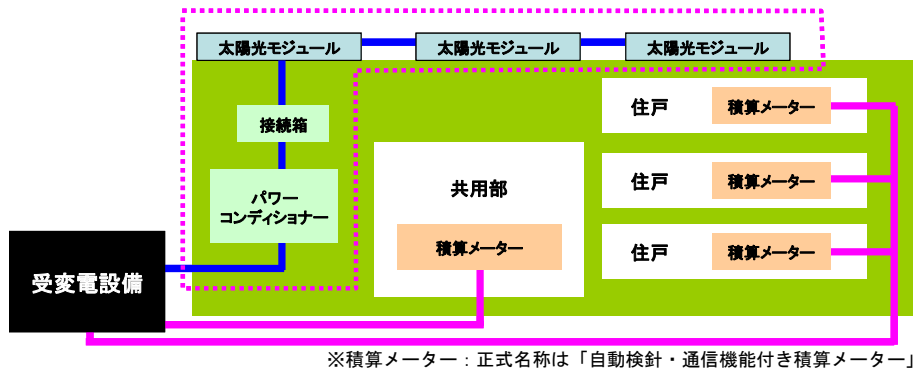 太陽光モジュール
太陽光モジュール
太陽光モジュール
接続箱
パワー
コンディショナー
受変電設備
共用部
積算メーター
住戸
積算メーター
住戸
積算メーター
住戸
積算メーター
※積算メーター：正式名称は「自動検針・通信機能付き積算メーター」